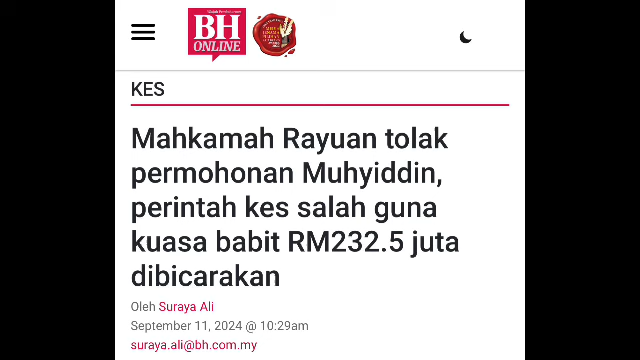 BH
ONLINE
KES
Mahkamah Rayuan tolak
permohonan Muhyiddin,
perintah kes salah guna
kuasa babit RM232.5 juta
dibicarakan
Oleh Suraya Ali
September 11, 2024 @ 10:29am
suraya.ali@bh.com.my